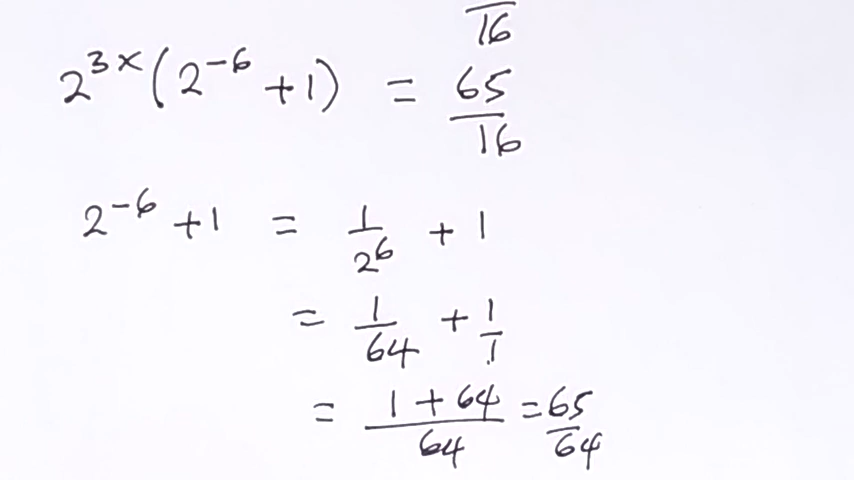 /16
2^{3x}(2^{-6} + 1) = 65/16
2^{-6} + 1 = 1/2^6 + 1
= 1/64 + 1/1
= (1 + 64)/64 = 65/64